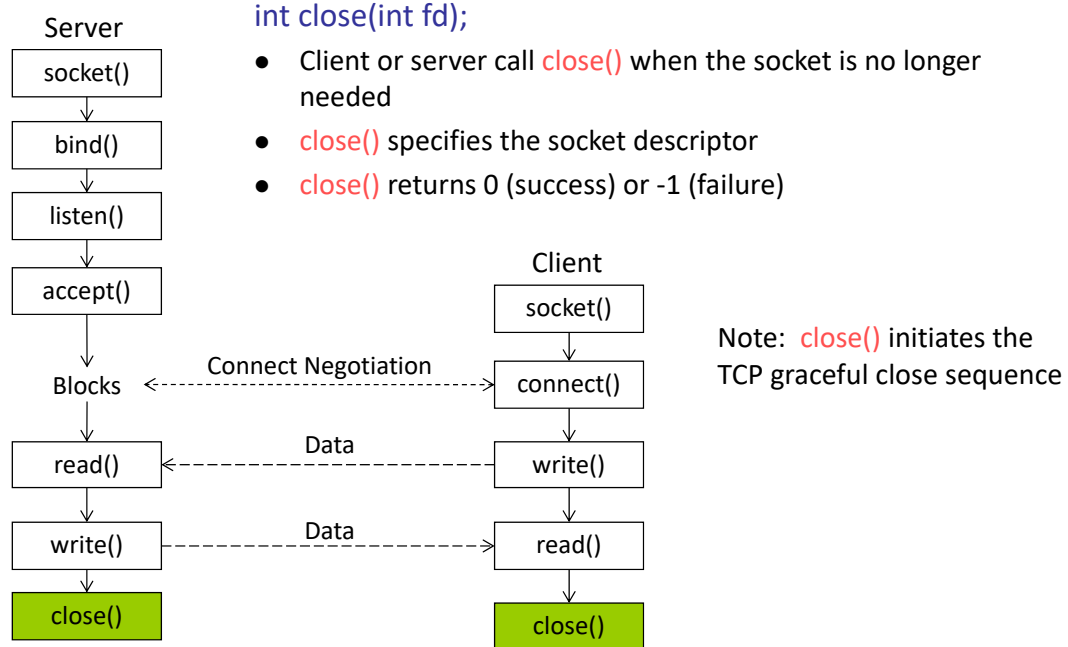 int close(int fd);
● Client or server call close() when the socket is no longer
needed
● close() specifies the socket descriptor
● close() returns 0 (success) or -1 (failure)
Server
socket()
bind()
listen()
accept()
Blocks
read()
write()
close()
Connect Negotiation
Data
Data
Client
socket()
connect()
write()
read()
close()
Note: close() initiates the
TCP graceful close sequence